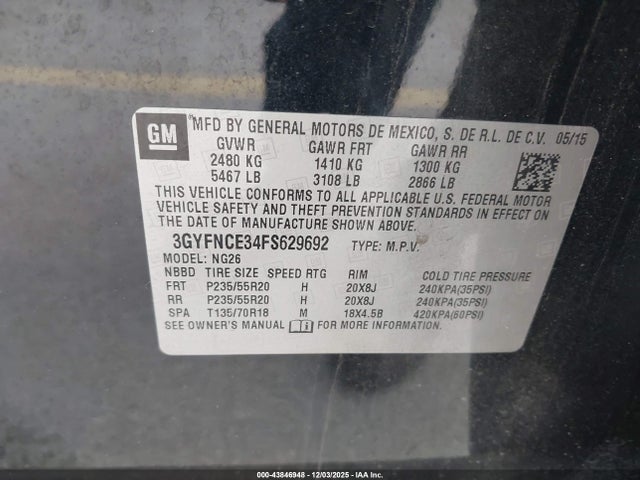 GM MFD BY GENERAL MOTORS DE MEXICO, S. DE R.L. DE C.V. 05/15
GVWR GAWR FRT GAWR RR
2480 KG 1410 KG 1300 KG
5467 LB 3108 LB 2866 LB
THIS VEHICLE CONFORMS TO ALL APPLICABLE U.S. FEDERAL MOTOR
VEHICLE SAFETY AND THEFT PREVENTION STANDARDS IN EFFECT ON
THE DATE OF MANUFACTURE SHOWN ABOVE.
3GYFNCE34FS629692 TYPE: M.P.V.
MODEL: NG26
NBBD TIRE SIZE SPEED RTG RIM COLD TIRE PRESSURE
FRT P235/55R20 H 20X8J 240KPA(35PSI)
RR P235/55R20 H 20X8J 240KPA(35PSI)
SPA T135/70R18 M 18X4.5B 420KPA(60PSI)
SEE OWNER'S MANUAL FOR MORE INFORMATION
000-43846948 - 12/03/2025 - IAAI Inc.